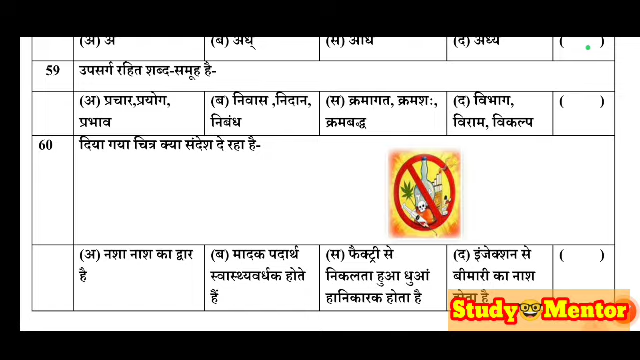 (अ) अ (ब) अध् (स) अधि (द) अध्य ( )
59 उपसर्ग रहित शब्द-समूह है-
(अ) प्रचार,प्रयोग, (ब) निवास ,निदान, (स) क्रमागत, क्रमशः, (द) विभाग, ( )
प्रभाव निबंध क्रमबद्ध विराम, विकल्प
60 दिया गया चित्र क्या संदेश दे रहा है-
(अ) नशा नाश का द्वार (ब) मादक पदार्थ (स) फैक्ट्री से (द) इंजेक्शन से ( )
है स्वास्थ्यवर्धक होते निकलता हुआ धुआं बीमारी का नाश
हैं हानिकारक होता है होता है
Study Mentor